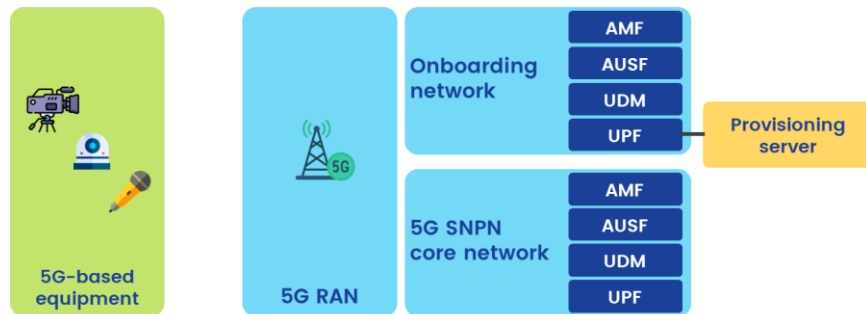 5G-based
equipment
5G
5G RAN
Onboarding
network
AMF
AUSF
UDM
UPF
Provisioning
server
5G SNPN
core network
AMF
AUSF
UDM
UPF